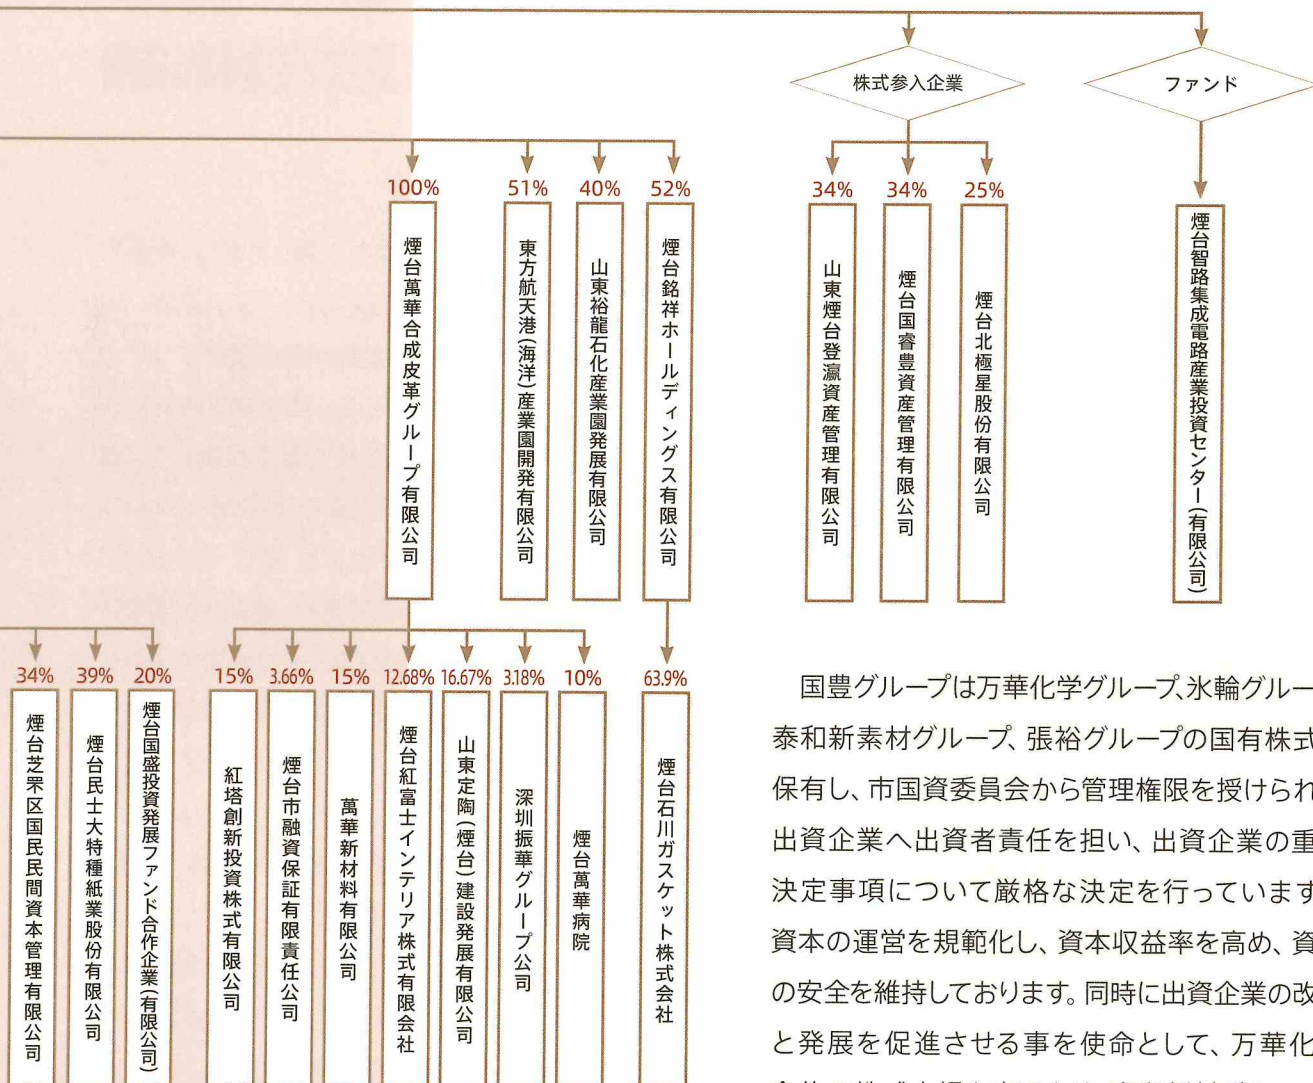 株式参入企業
ファンド
100%
煙台萬華合成皮革グループ有限公司
51%
東方航天港(海洋)産業園開発有限公司
40%
山東裕龍石化産業園発展有限公司
52%
煙台銘祥ホールディングス有限公司
34%
山東煙台登瀛資産管理有限公司
34%
煙台国睿豊資産管理有限公司
25%
煙台北極星股份有限公司
煙台智路集成電路産業投資センター(有限公司)
34%
煙台芝罘区国民民間資本管理有限公司
39%
煙台民士大特種紙業股份有限公司
20%
煙台国盛投資発展ファンド合作企業(有限公司)
15%
紅塔創新投資株式有限公司
3.66%
煙台市融資保証有限責任公司
15%
萬華新材料有限公司
12.68%
煙台紅富士インテリア株式有限会社
16.67%
山東定陶(煙台)建設発展有限公司
3.18%
深圳振華グループ公司
10%
煙台萬華病院
63.9%
煙台石川ガスケット株式会社
国豊グループは万華化学グループ、氷輪グルー
泰和新素材グループ、張裕グループの国有株式
保有し、市国資委員会から管理権限を授けられ
出資企業へ出資者責任を担い、出資企業の重
決定事項について厳格な決定を行っています
資本の運営を規範化し、資本収益率を高め、資
の安全を維持しております。同時に出資企業の改
と発展を促進させる事を使命として、万華化